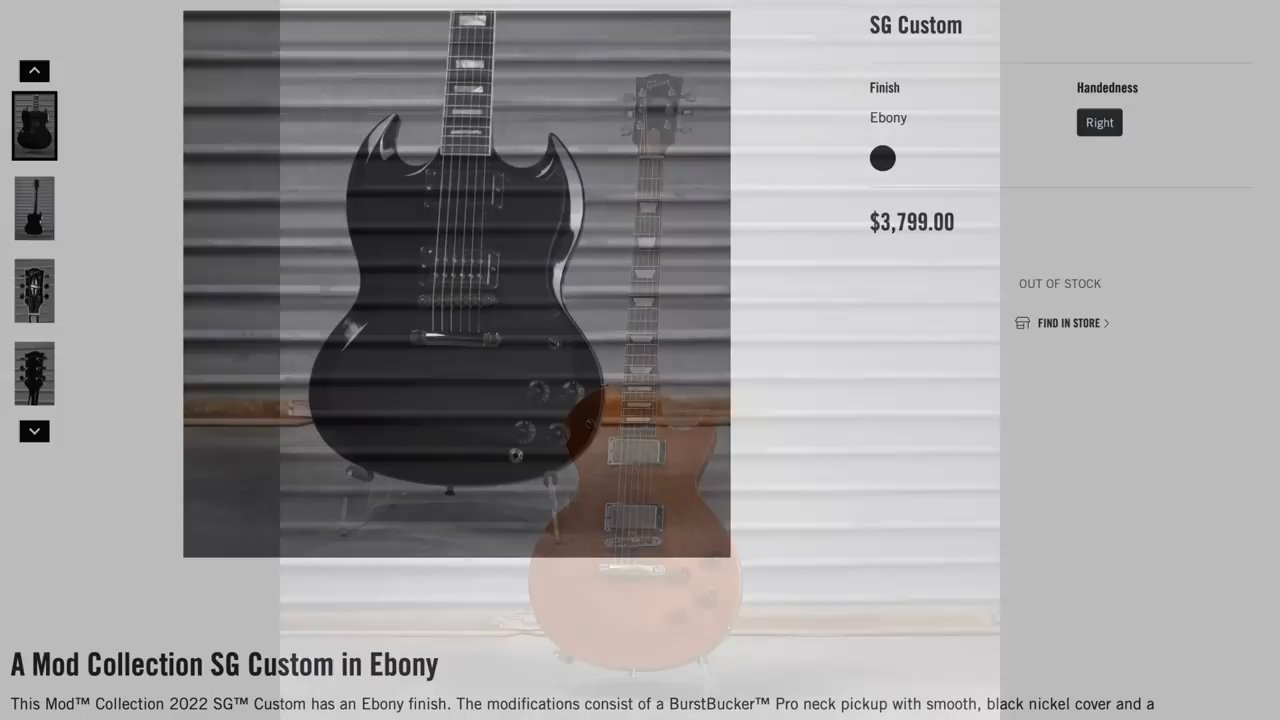 SG Custom
Finish
Handedness
Ebony
Right
$3,799.00
OUT OF STOCK
FIND IN STORE
A Mod Collection SG Custom in Ebony
This Mod™ Collection 2022 SG™ Custom has an Ebony finish. The modifications consist of a BurstBucker™ Pro neck pickup with smooth, black nickel cover and a